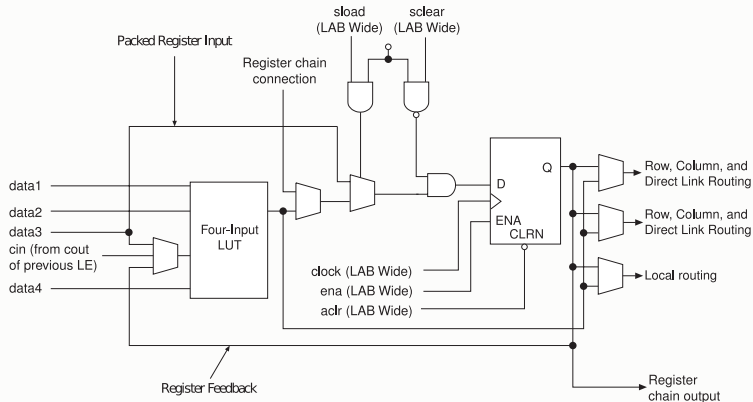 sload
(LAB Wide)
sclear
(LAB Wide)
Packed Register Input
Register chain
connection
data1
data2
data3
cin (from cout
of previous LE)
data4
Four-Input
LUT
D
Q
ENA
CLRN
clock (LAB Wide)
ena (LAB Wide)
aclr (LAB Wide)
Row, Column, and
Direct Link Routing
Row, Column, and
Direct Link Routing
Local routing
Register Feedback
Register
chain output